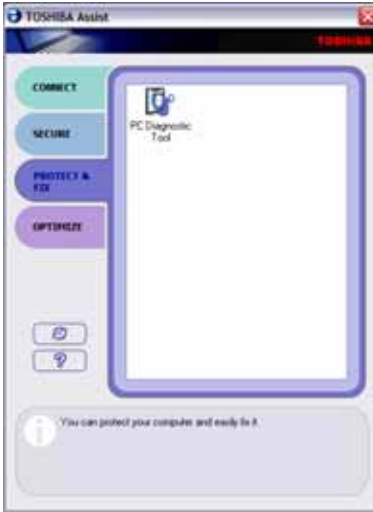 TOSHIBA Assist
TOSHIBA
CONNECT
SECURE
PROTECT &
FIX
OPTIMIZE
PC Diagnostic
Tool
You can protect your computer and easily fix it.